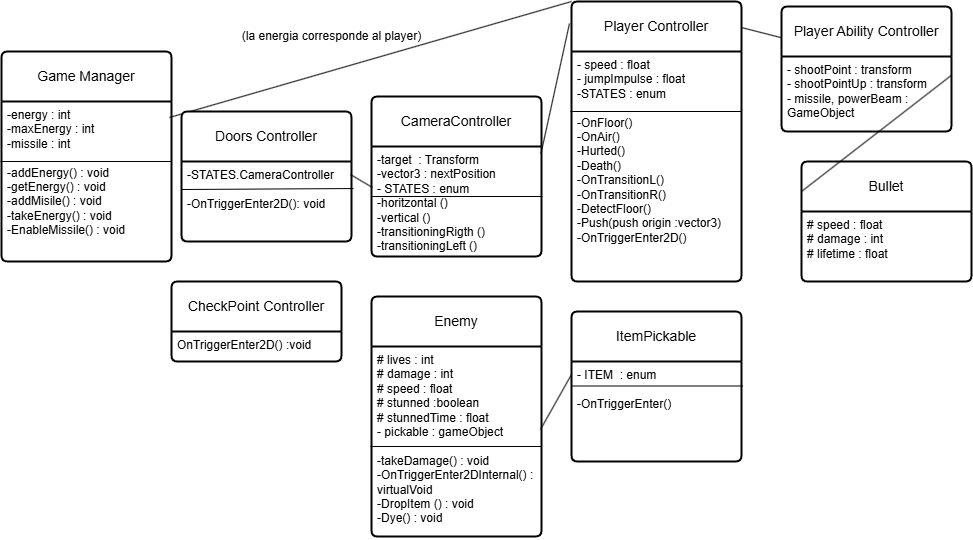 (la energia corresponde al player)
Game Manager
-energy : int
-maxEnergy : int
-missile : int
-addEnergy() : void
-getEnergy() : void
-addMisile() : void
-takeEnergy() : void
-EnableMissile() : void
Doors Controller
-STATES.CameraController
-OnTriggerEnter2D(): void
CameraController
-target : Transform
-vector3 : nextPosition
- STATES : enum
-horitzontal ()
-vertical ()
-transitioningRigth ()
-transitioningLeft ()
Player Controller
- speed : float
- jumpImpulse : float
-STATES : enum
-OnFloor()
-OnAir()
-Hurted()
-Death()
-OnTransitionL()
-OnTransitionR()
-DetectFloor()
-Push(push origin :vector3)
-OnTriggerEnter2D()
Player Ability Controller
- shootPoint : transform
- shootPointUp : transform
- missile, powerBeam :
GameObject
Bullet
# speed : float
# damage : int
# lifetime : float
CheckPoint Controller
OnTriggerEnter2D() :void
Enemy
# lives : int
# damage : int
# speed : float
# stunned :boolean
# stunnedTime : float
- pickable : gameObject
-takeDamage() : void
-OnTriggerEnter2DInternal() :
virtualVoid
-DropItem () : void
-Dye() : void
ItemPickable
- ITEM : enum
-OnTriggerEnter()